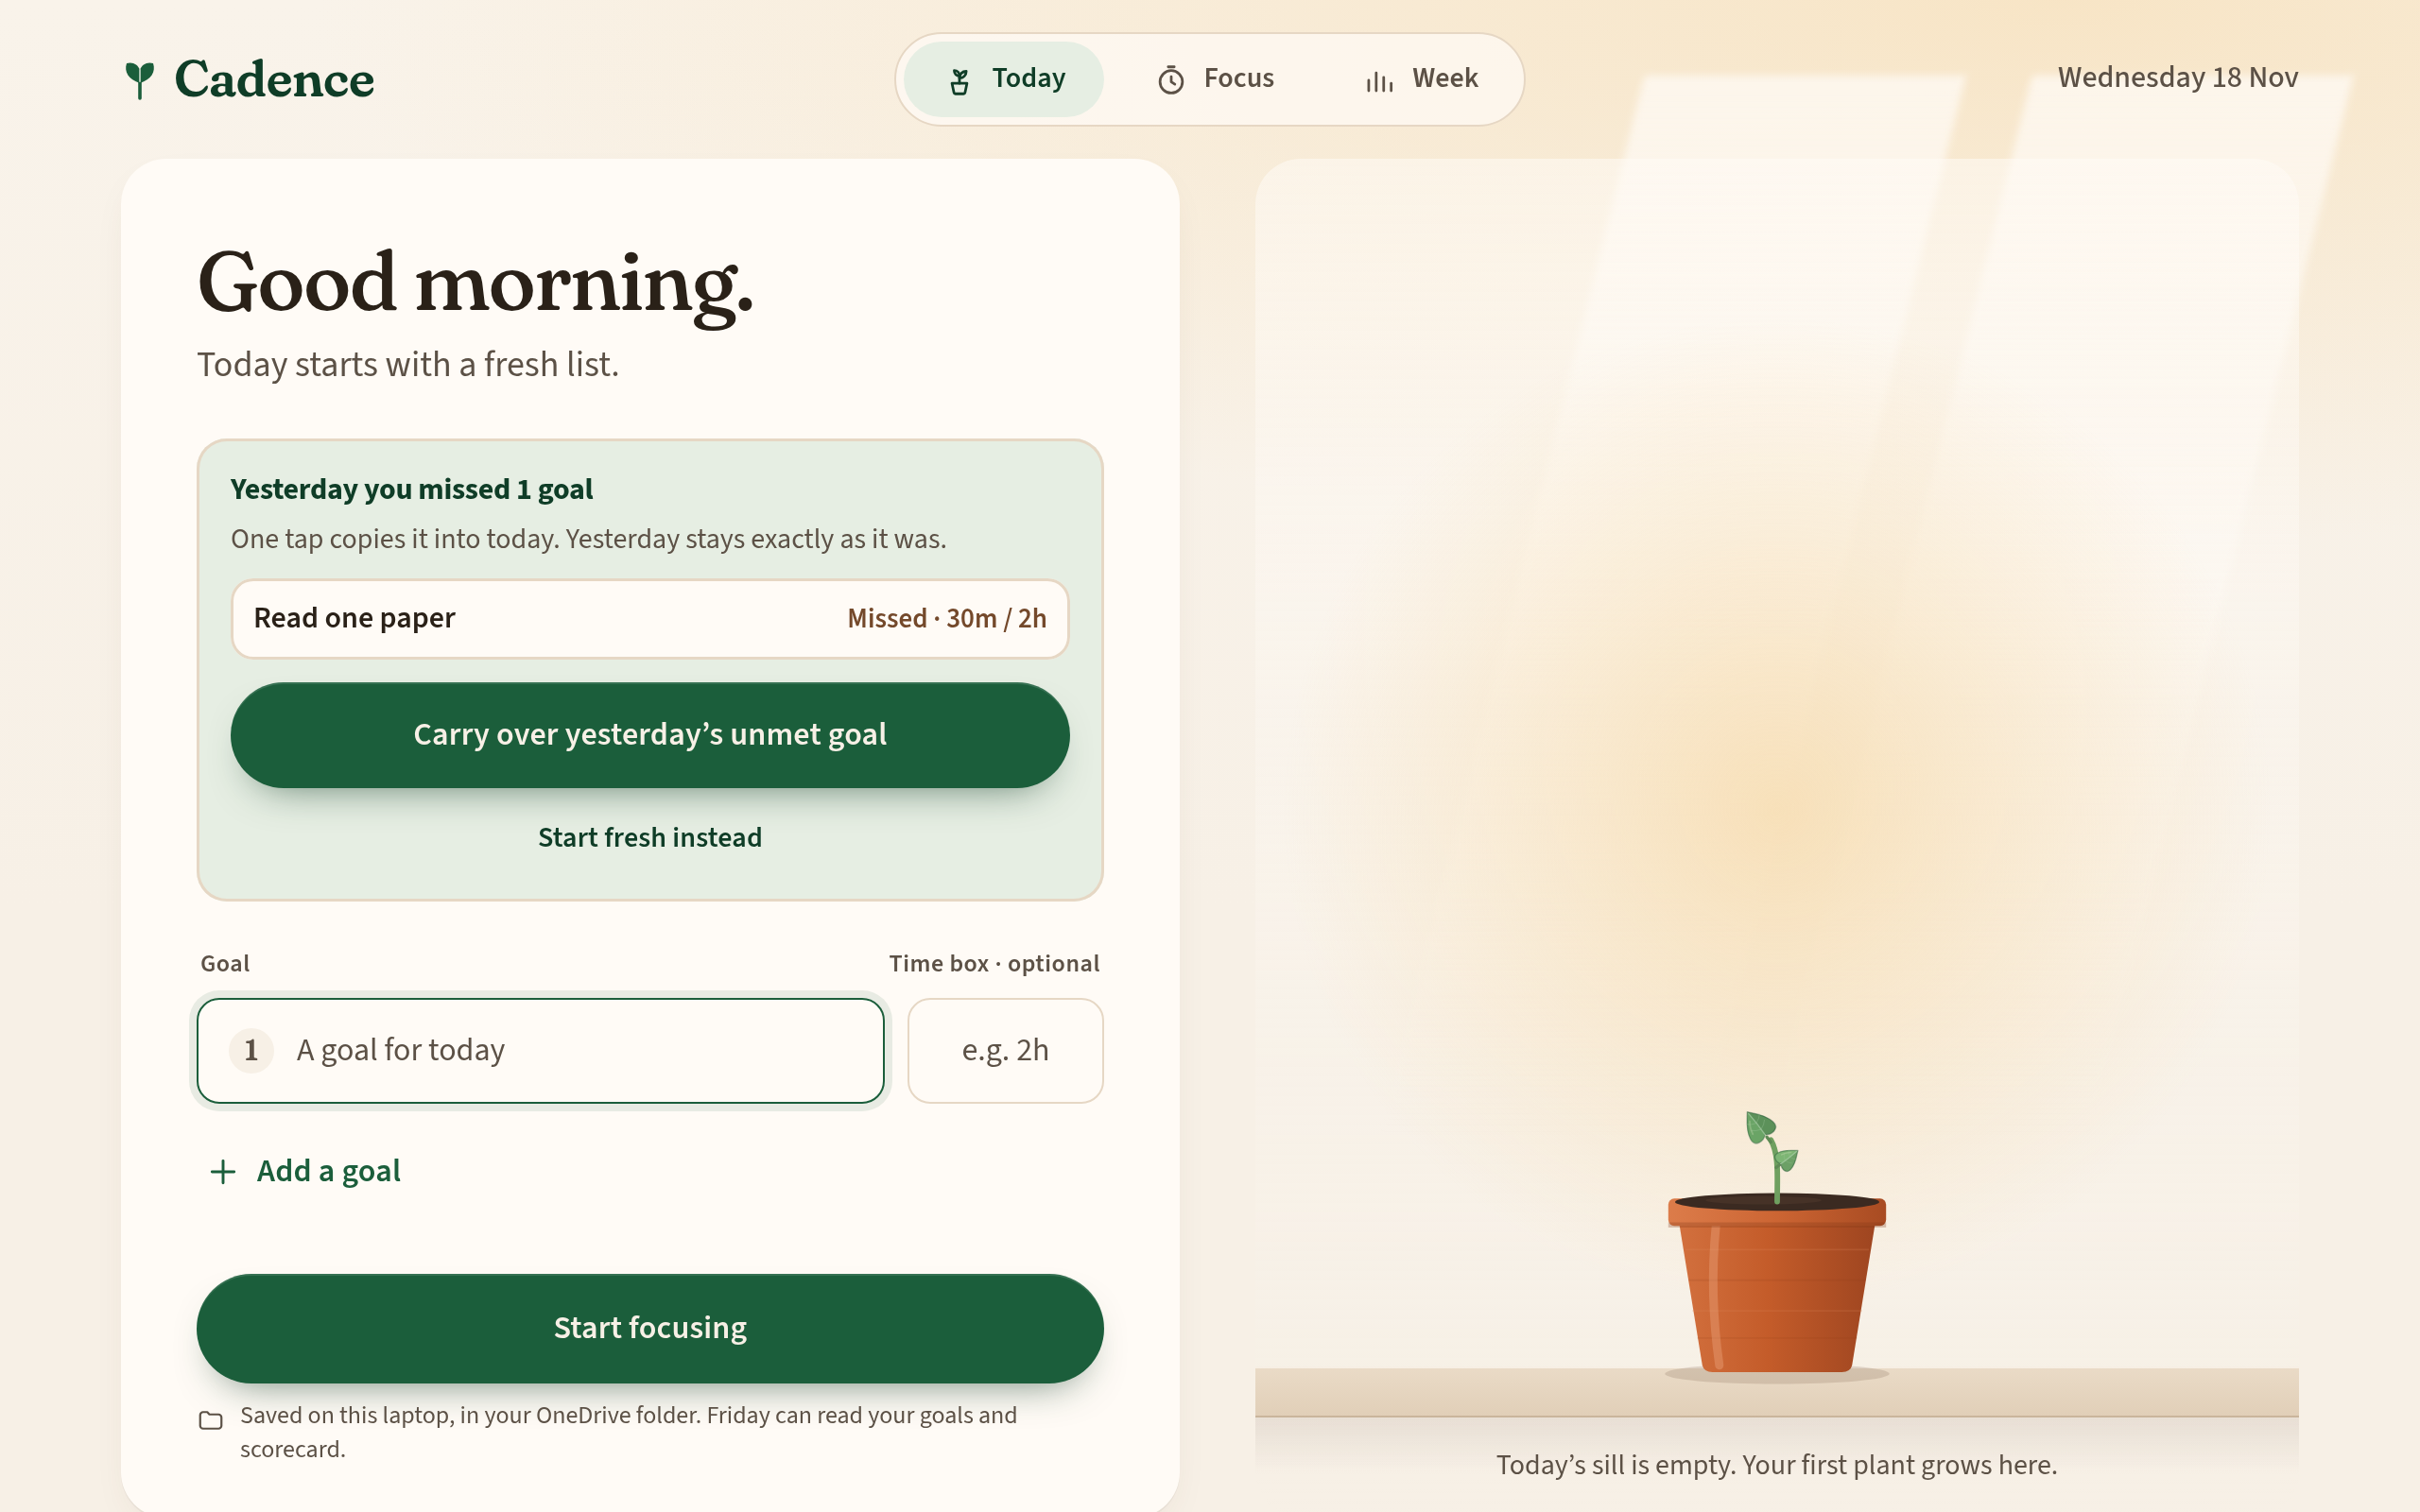 Cadence
Today
Focus
Week
Wednesday 18 Nov
Good morning.
Today starts with a fresh list.
Yesterday you missed 1 goal
One tap copies it into today. Yesterday stays exactly as it was.
Read one paper
Missed · 30m / 2h
Carry over yesterday’s unmet goal
Start fresh instead
Goal
Time box · optional
1
A goal for today
e.g. 2h
Add a goal
Start focusing
Saved on this laptop, in your OneDrive folder. Friday can read your goals and
scorecard.
Today’s sill is empty. Your first plant grows here.